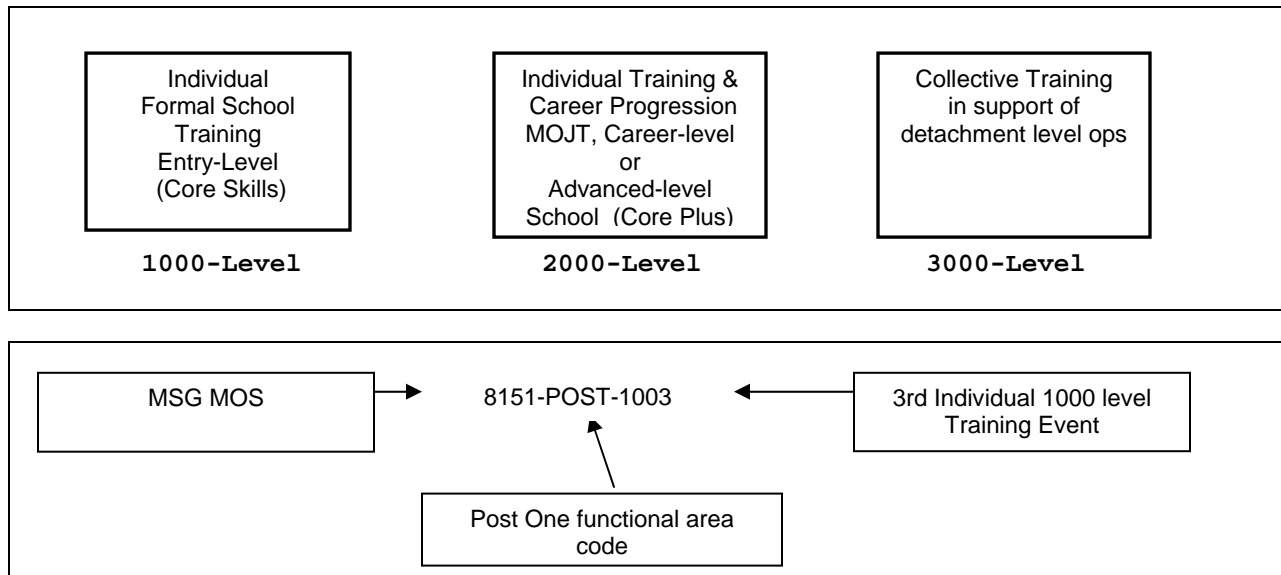 Individual
Formal School
Training
Entry-Level
(Core Skills)
1000-Level
Individual Training &
Career Progression
MOJT, Career-level
or
Advanced-level
School (Core Plus)
2000-Level
Collective Training
in support of
detachment level ops
3000-Level
MSG MOS
8151-POST-1003
3rd Individual 1000 level
Training Event
Post One functional area
code